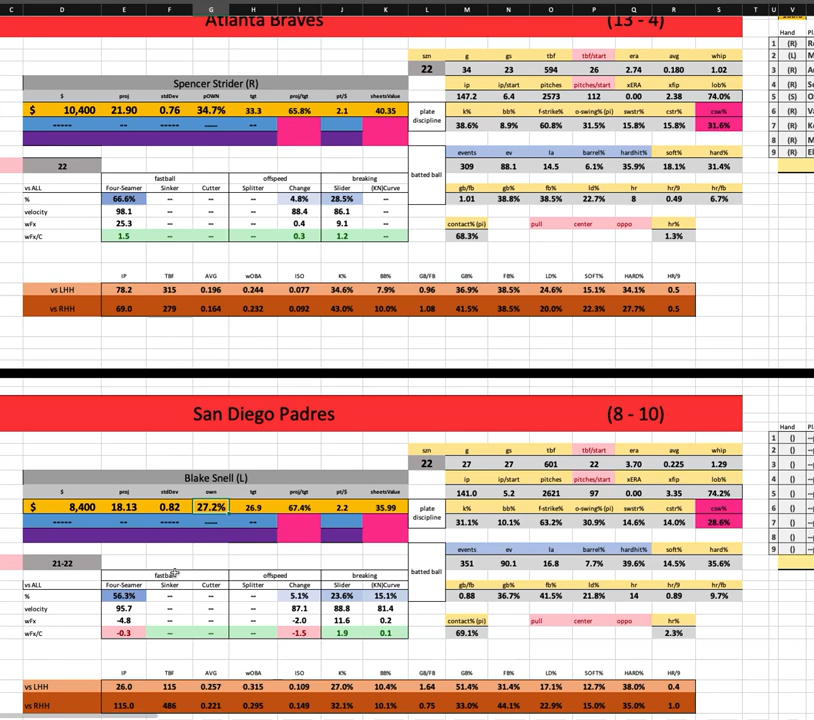 C D E F G H I J K L M N O P Q R S T U V
Atlanta Braves (13 - 4)
Hand Pl
szn g gs tbf tbf/start era avg whip
22 34 23 594 26 2.74 0.180 1.02
Spencer Strider (R) ip ip/start pitches pitches/start xERA xfip lob%
$ proj stdDev pOWN tgt proj/tgt pt/$ sheetsValue 147.2 6.4 2573 112 0.00 2.38 74.0%
$ 10,400 21.90 0.76 34.7% 33.3 65.8% 2.1 40.35 plate discipline k% bb% f-strike% o-swing% (pi) swstr% cstr% csw%
----- -- --- ---- -- -- ----- 38.6% 8.9% 60.8% 31.5% 15.8% 15.8% 31.6%
1 (R) R
2 (L) M
3 (R) A
4 (R) S
5 (S) O
6 (R) V
7 (R) K
8 (R) M
9 (R) El
batted ball events ev la barrel% hardhit% soft% hard%
22 309 88.1 14.5 6.1% 35.9% 18.1% 31.4%
fastball offspeed breaking
vs ALL Four-Seamer Sinker Cutter Splitter Change Slider (KN)Curve gb/fb gb% fb% ld% hr hr/9 hr/fb
% 66.6% -- -- -- 4.8% 28.5% -- 1.01 38.8% 38.5% 22.7% 8 0.49 6.7%
velocity 98.1 -- -- -- 88.4 86.1 --
wFx 25.3 -- -- -- 0.4 9.1 -- contact% (pi) pull center oppo hr%
wFx/C 1.5 -- -- -- 0.3 1.2 -- 68.3% 1.3%
IP TBF AVG wOBA ISO K% BB% GB/FB GB% FB% LD% SOFT% HARD% HR/9
vs LHH 78.2 315 0.196 0.244 0.077 34.6% 7.9% 0.96 36.9% 38.5% 24.6% 15.1% 34.1% 0.5
vs RHH 69.0 279 0.164 0.232 0.092 43.0% 10.0% 1.08 41.5% 38.5% 20.0% 22.3% 27.7% 0.5
San Diego Padres (8 - 10)
Hand Pl
szn g gs tbf tbf/start era avg whip
22 27 27 601 22 3.70 0.225 1.29
Blake Snell (L) ip ip/start pitches pitches/start xERA xfip lob%
$ proj stdDev own tgt proj/tgt pt/$ sheetsValue 141.0 5.2 2621 97 0.00 3.35 74.2%
$ 8,400 18.13 0.82 27.2% 26.9 67.4% 2.2 35.99 plate discipline k% bb% f-strike% o-swing% (pi) swstr% cstr% csw%
----- -- --- ---- -- -- ----- 31.1% 10.1% 63.2% 30.9% 14.6% 14.0% 28.6%
1 ()
2 ()
3 ()
4 ()
5 ()
6 ()
7 ()
8 ()
9 ()
batted ball events ev la barrel% hardhit% soft% hard%
21-22 351 90.1 16.8 7.7% 39.6% 14.5% 35.6%
fastball offspeed breaking
vs ALL Four-Seamer Sinker Cutter Splitter Change Slider (KN)Curve gb/fb gb% fb% ld% hr hr/9 hr/fb
% 56.3% -- -- -- 5.1% 23.6% 15.1% 0.88 36.7% 41.5% 21.8% 14 0.89 9.7%
velocity 95.7 -- -- -- 87.1 88.8 81.4
wFx -4.8 -- -- -- -2.0 11.6 0.2 contact% (pi) pull center oppo hr%
wFx/C -0.3 -- -- -- -1.5 1.9 0.1 69.1% 2.3%
IP TBF AVG wOBA ISO K% BB% GB/FB GB% FB% LD% SOFT% HARD% HR/9
vs LHH 26.0 115 0.257 0.315 0.109 27.0% 10.4% 1.64 51.4% 31.4% 17.1% 12.7% 38.0% 0.4
vs RHH 115.0 486 0.221 0.295 0.149 32.1% 10.1% 0.75 33.0% 44.1% 22.9% 15.0% 35.0% 1.0